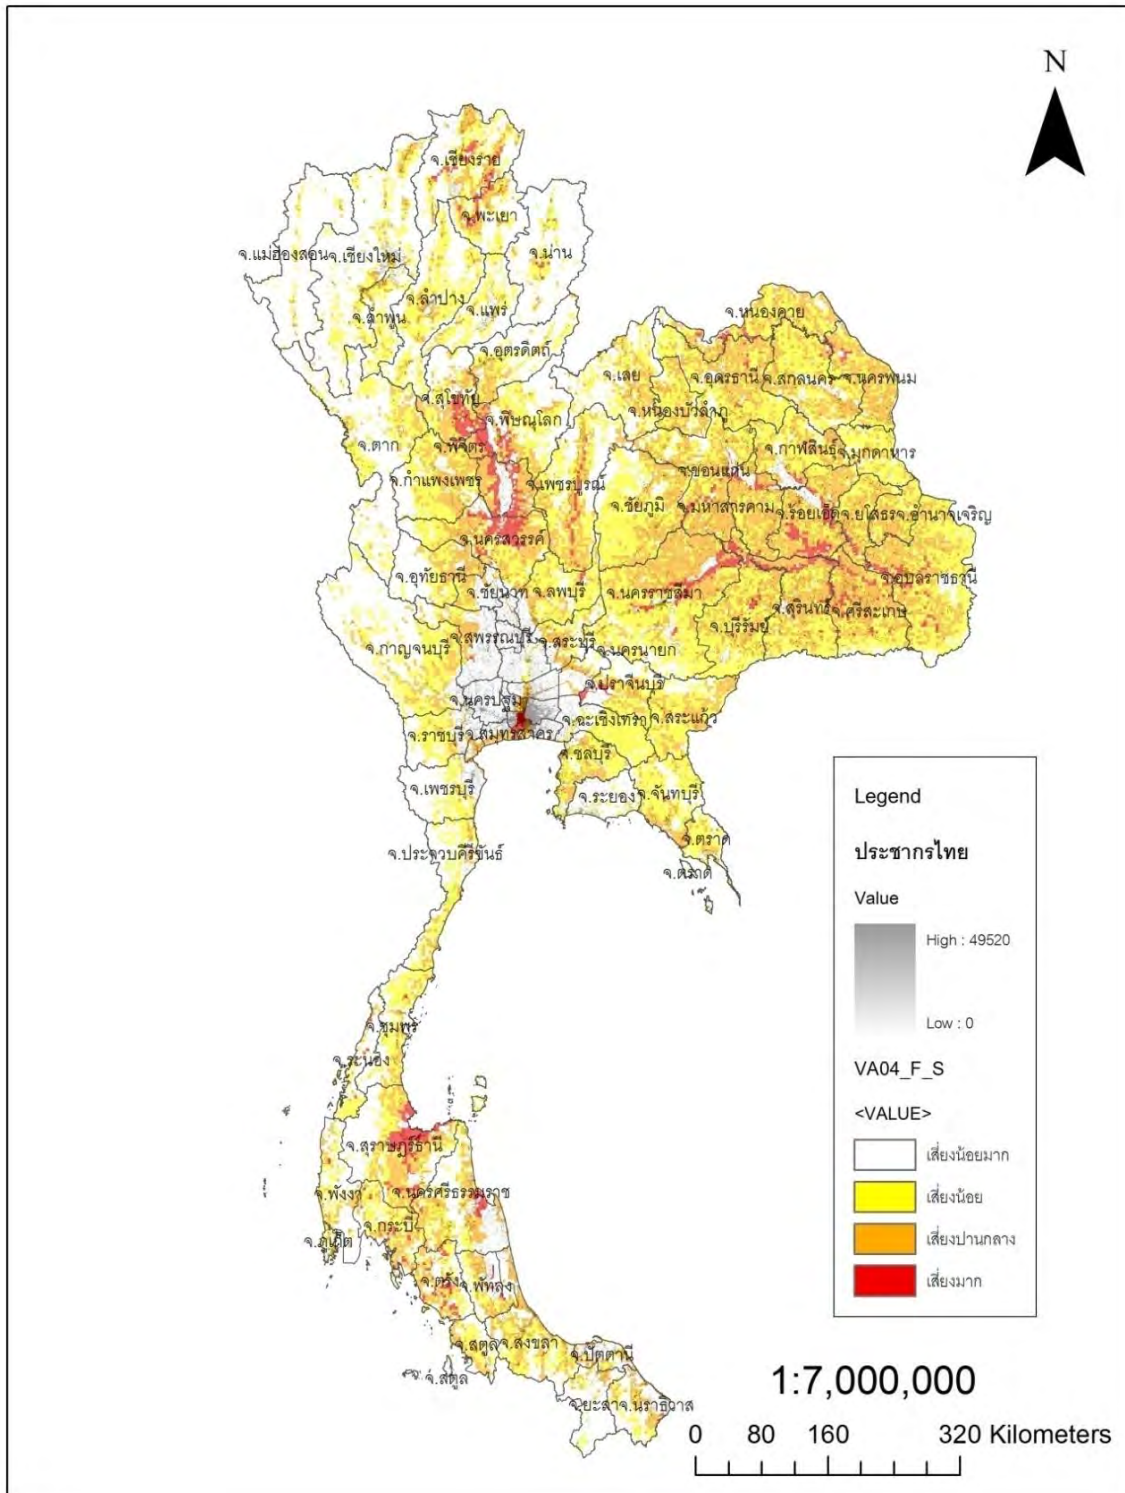 N
จ.เชียงราย
จ.พะเยา
จ.แม่ฮ่องสอน
จ.เชียงใหม่
จ.น่าน
จ.ลำปาง
จ.แพร่
จ.ลำพูน
จ.หนองคาย
จ.อุตรดิตถ์
จ.เลย
จ.อุดรธานี
จ.สกลนคร
จ.นครพนม
จ.สุโขทัย
จ.พิษณุโลก
จ.หนองบัวลำภู
จ.ตาก
จ.พิจิตร
จ.กาฬสินธุ์
จ.มุกดาหาร
จ.กำแพงเพชร
จ.เพชรบูรณ์
จ.ขอนแก่น
จ.ชัยภูมิ
จ.มหาสารคาม
จ.ร้อยเอ็ด
จ.ยโสธร
จ.อำนาจเจริญ
จ.นครสวรรค์
จ.อุทัยธานี
จ.ชัยนาท
จ.ลพบุรี
จ.นครราชสีมา
จ.อุบลราชธานี
จ.สุรินทร์
จ.ศรีสะเกษ
จ.บุรีรัมย์
จ.กาญจนบุรี
จ.สุพรรณบุรี
จ.สระบุรี
จ.นครนายก
จ.ปราจีนบุรี
จ.นครปฐม
จ.ฉะเชิงเทรา
จ.สระแก้ว
จ.ราชบุรี
จ.สมุทรสาคร
จ.ชลบุรี
จ.เพชรบุรี
จ.ระยอง
จ.จันทบุรี
จ.ตราด
จ.ประจวบคีรีขันธ์
จ.ตราด
จ.ชุมพร
จ.ระนอง
จ.สุราษฎร์ธานี
จ.พังงา
จ.นครศรีธรรมราช
จ.กระบี่
จ.ภูเก็ต
จ.ตรัง
จ.พัทลุง
จ.สตูล
จ.สงขลา
จ.ปัตตานี
จ.สตูล
จ.ยะลา
จ.นราธิวาส
Legend
ประชากรไทย
Value
High : 49520
Low : 0
VA04_F_S
<VALUE>
เสี่ยงน้อยมาก
เสี่ยงน้อย
เสี่ยงปานกลาง
เสี่ยงมาก
1:7,000,000
0 80 160 320 Kilometers